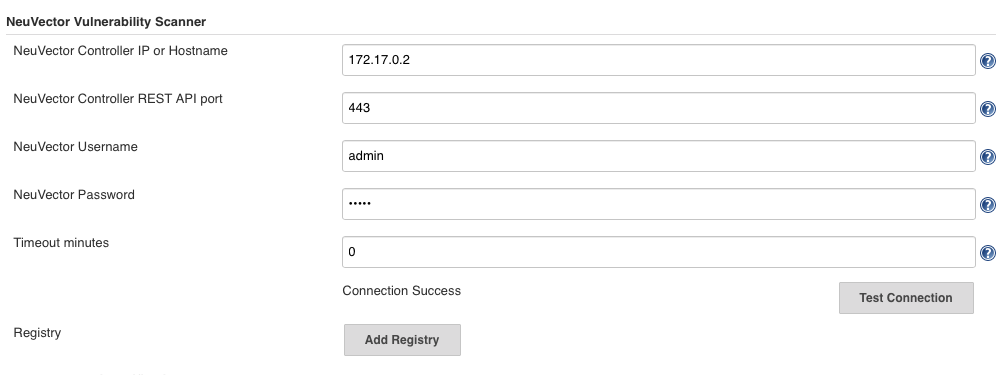 NeuVector Vulnerability Scanner
NeuVector Controller IP or Hostname 172.17.0.2 ?
NeuVector Controller REST API port 443 ?
NeuVector Username admin ?
NeuVector Password ••••• ?
Timeout minutes 0 ?
Connection Success Test Connection
Registry Add Registry